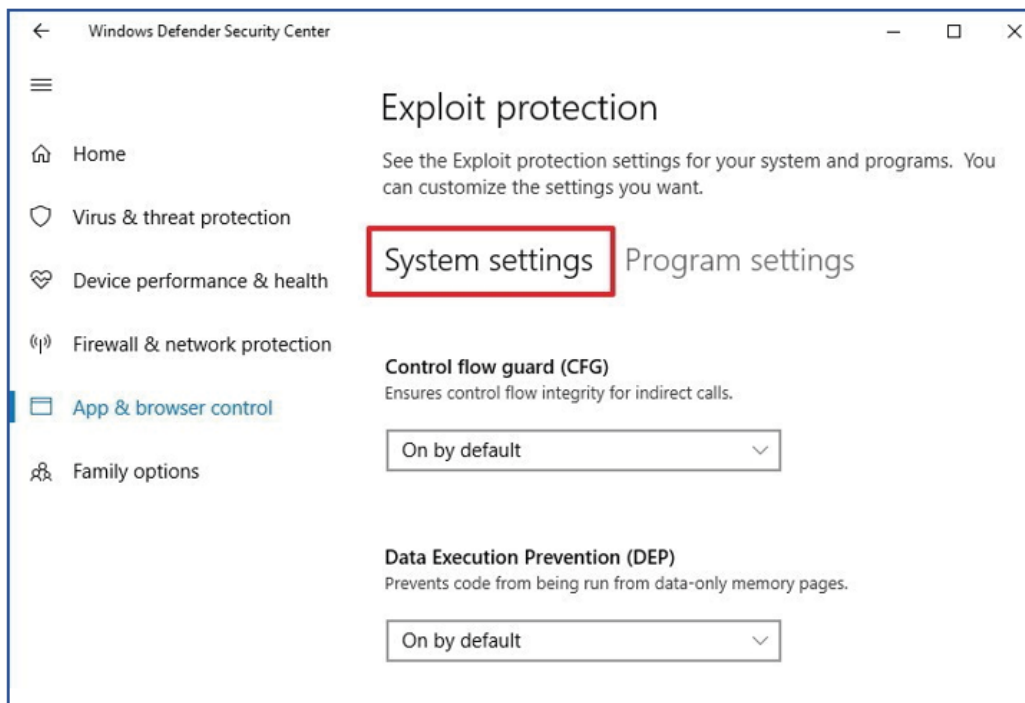 Windows Defender Security Center
Home
Virus & threat protection
Device performance & health
Firewall & network protection
App & browser control
Family options
Exploit protection
See the Exploit protection settings for your system and programs. You
can customize the settings you want.
System settings Program settings
Control flow guard (CFG)
Ensures control flow integrity for indirect calls.
On by default
Data Execution Prevention (DEP)
Prevents code from being run from data-only memory pages.
On by default